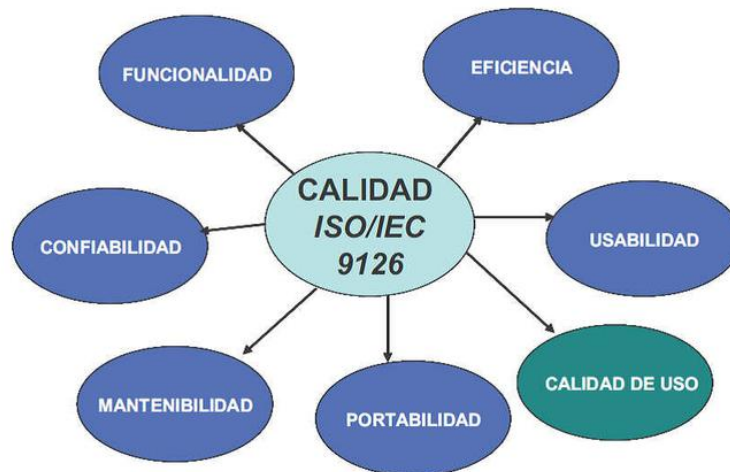 FUNCIONALIDAD
EFICIENCIA
CALIDAD
ISO/IEC
9126
CONFIABILIDAD
USABILIDAD
MANTENIBILIDAD
PORTABILIDAD
CALIDAD DE USO